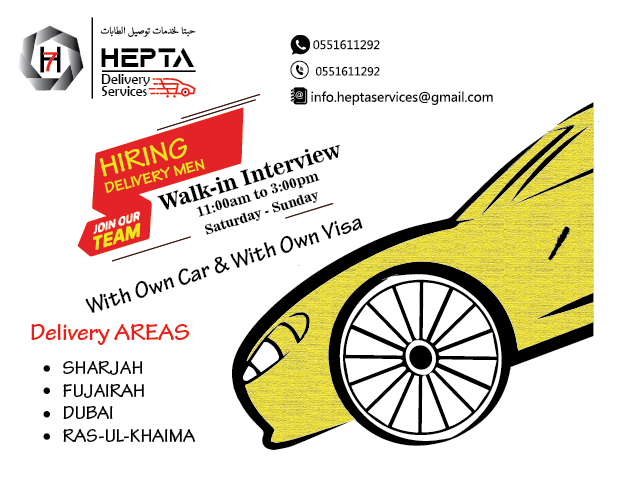 حبتا لخدمات توصيل الطلبات
H7
HEPTA
Delivery
Services
0551611292
0551611292
info.heptaservices@gmail.com
HIRING
DELIVERY MEN
JOIN OUR
TEAM
Walk-in Interview
11:00am to 3:00pm
Saturday - Sunday
With Own Car & With Own Visa
Delivery AREAS
• SHARJAH
• FUJAIRAH
• DUBAI
• RAS-UL-KHAIMA